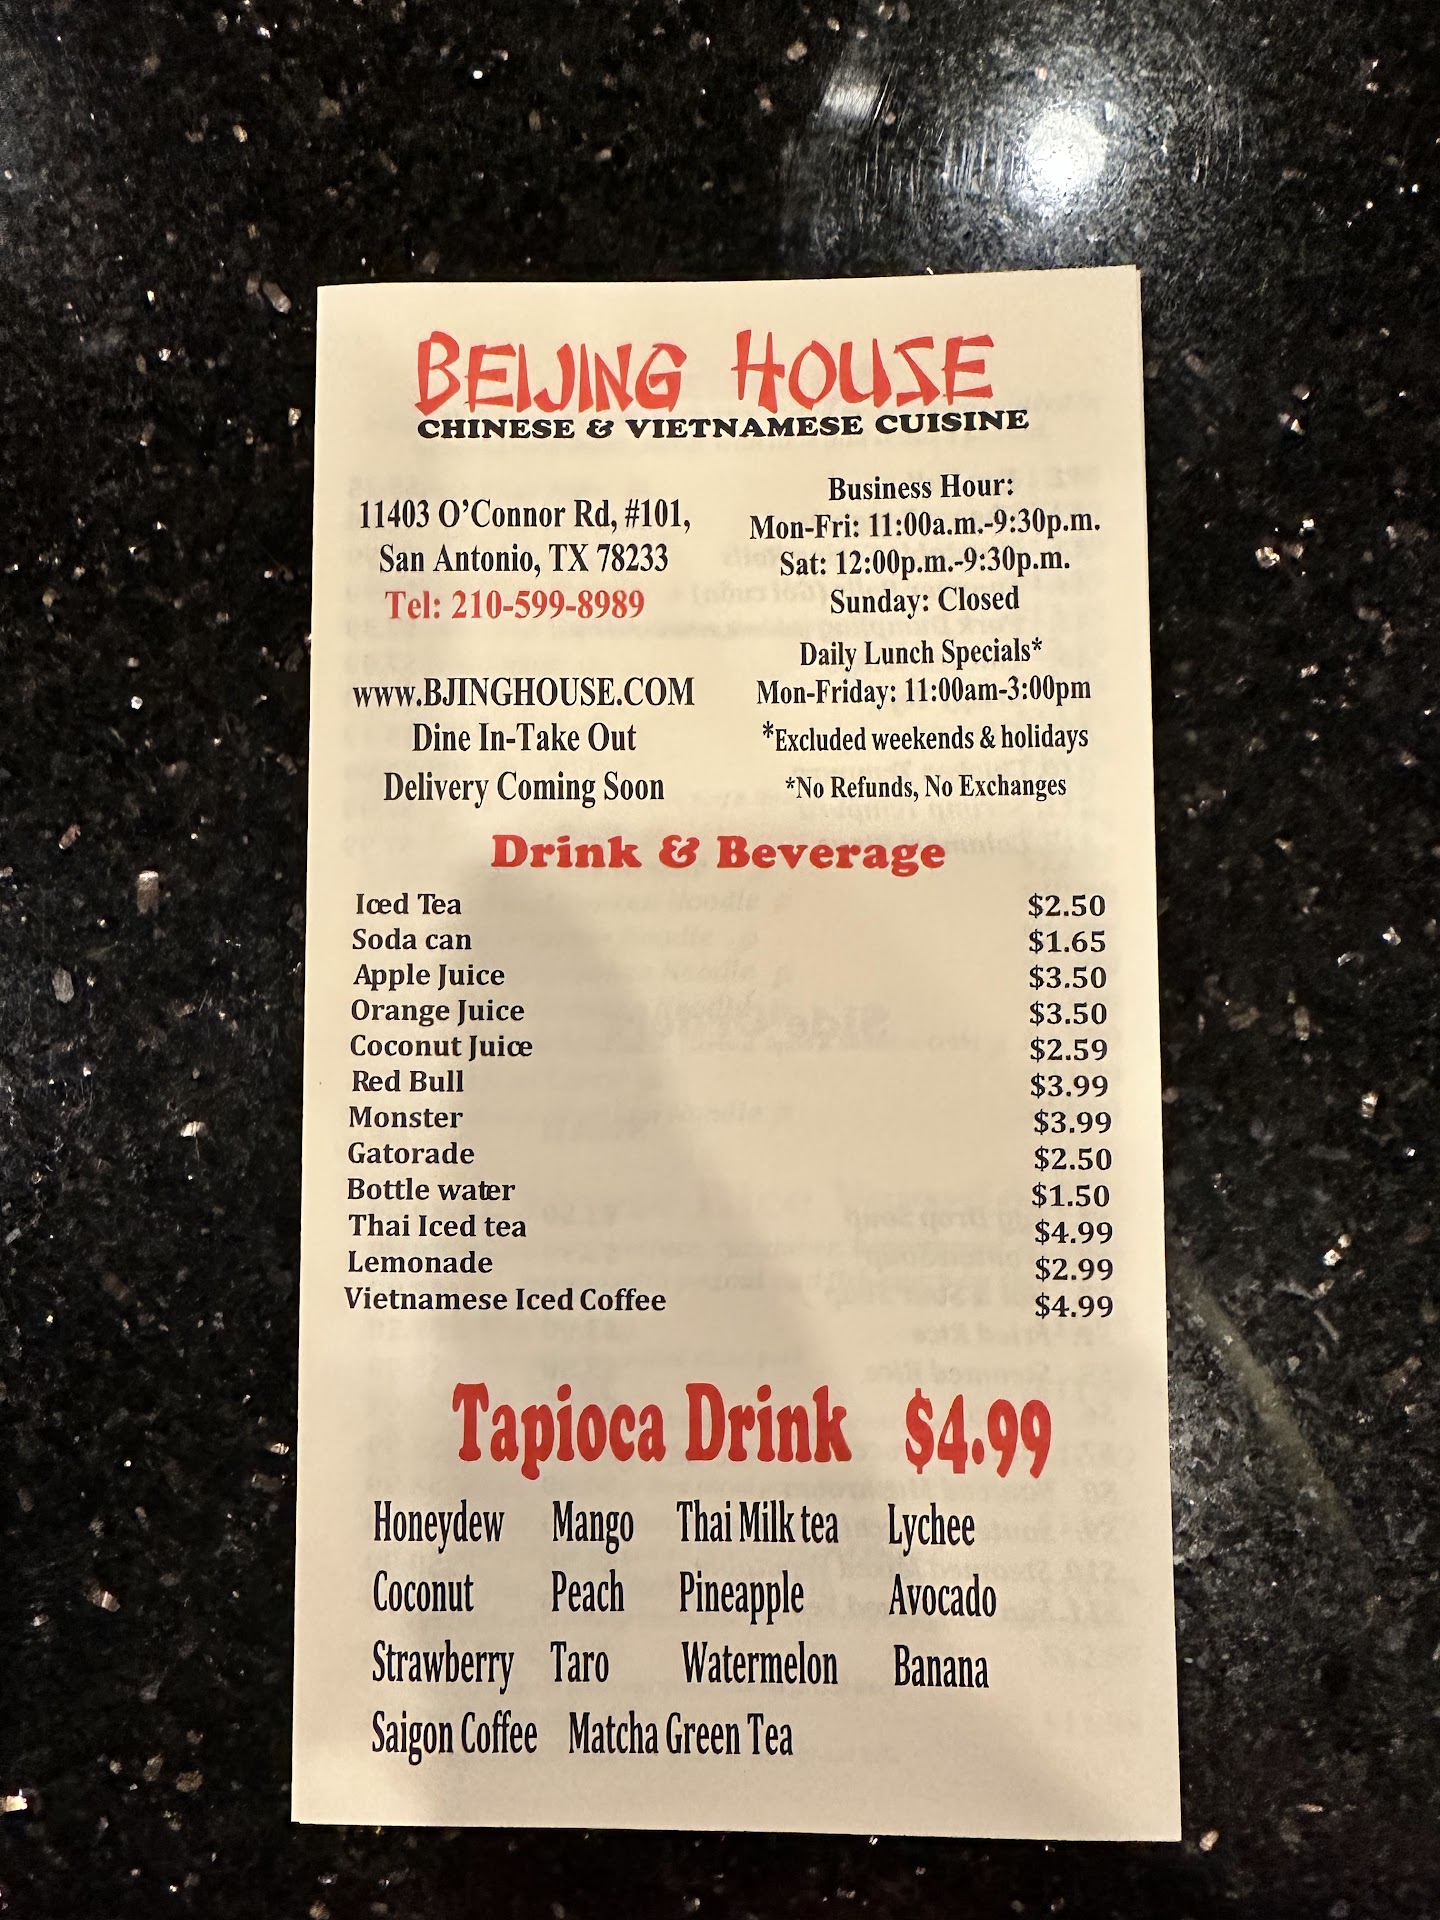 BEIJING HOUSE
CHINESE & VIETNAMESE CUISINE
11403 O'Connor Rd, #101,
San Antonio, TX 78233
Tel: 210-599-8989
www.BJINGHOUSE.COM
Dine In-Take Out
Delivery Coming Soon
Business Hour:
Mon-Fri: 11:00a.m.-9:30p.m.
Sat: 12:00p.m.-9:30p.m.
Sunday: Closed
Daily Lunch Specials*
Mon-Friday: 11:00am-3:00pm
*Excluded weekends & holidays
*No Refunds, No Exchanges
Drink & Beverage
Iced Tea $2.50
Soda can $1.65
Apple Juice $3.50
Orange Juice $3.50
Coconut Juice $2.59
Red Bull $3.99
Monster $3.99
Gatorade $2.50
Bottle water $1.50
Thai Iced tea $4.99
Lemonade $2.99
Vietnamese Iced Coffee $4.99
Tapioca Drink $4.99
Honeydew Mango Thai Milk tea Lychee
Coconut Peach Pineapple Avocado
Strawberry Taro Watermelon Banana
Saigon Coffee Matcha Green Tea